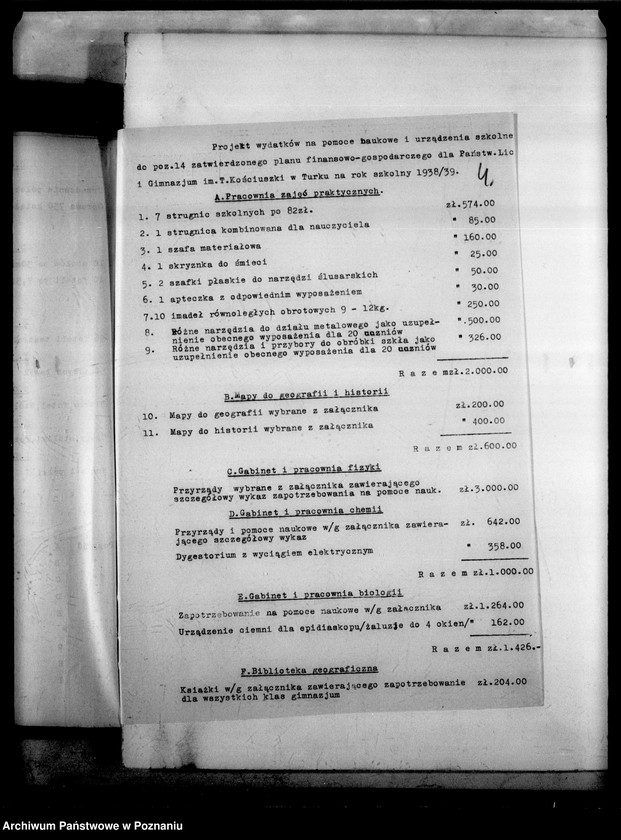 Projekt wydatków na pomoce naukowe i urządzenia szkolne
do poz.14 zatwierdzonego planu finansowo-gospodarczego dla Państw.Lic
i Gimnazjum im.T.Kościuszki w Turku na rok szkolny 1938/39.
4.
A.Pracownia zajęć praktycznych.
1. 7 strugnic szkolnych po 82zł. zł.574.00
2. 1 strugnica kombinowana dla nauczyciela " 85.00
3. 1 szafa materiałowa " 160.00
4. 1 skrzynka do śmieci " 25.00
5. 2 szafki płaskie do narzędzi ślusarskich " 50.00
6. 1 apteczka z odpowiednim wyposażeniem " 30.00
7.10 imadeł równoległych obrotowych 9 - 12kg. " 250.00
8. Różne narzędzia do działu metalowego jako uzupeł- ".500.00
nienie obecnego wyposażenia dla 20 uczniów
9. Różne narzędzia i przybory do obróbki szkła jako " 326.00
uzupełnienie obecnego wyposażenia dla 20 uczniów
R a z e m zł.2.000.00
B.Mapy do geografii i historii
10. Mapy do geografii wybrane z załącznika zł.200.00
11. Mapy do historii wybrane z załącznika " 400.00
R a z e m zł.600.00
C.Gabinet i pracownia fizyki
Przyrządy wybrane z załącznika zawierającego
szczegółowy wykaz zapotrzebowania na pomoce nauk. zł.3.000.00
D.Gabinet i pracownia chemii
Przyrządy i pomoce naukowe w/g załącznika zawiera- zł. 642.00
jącego szczegółowy wykaz
Dygestorium z wyciągiem elektrycznym " 358.00
R a z e m zł.1.000.00
E.Gabinet i pracownia biologii
Zapotrzebowanie na pomoce naukowe w/g załącznika zł.1.264.00
Urządzenie ciemni dla epidiaskopu/żaluzje do 4 okien/" 162.00
R a z e m zł.1.426.-
F.Biblioteka geograficzna
Książki w/g załącznika zawierającego zapotrzebowanie zł.204.00
dla wszystkich klas gimnazjum
Archiwum Państwowe w Poznaniu